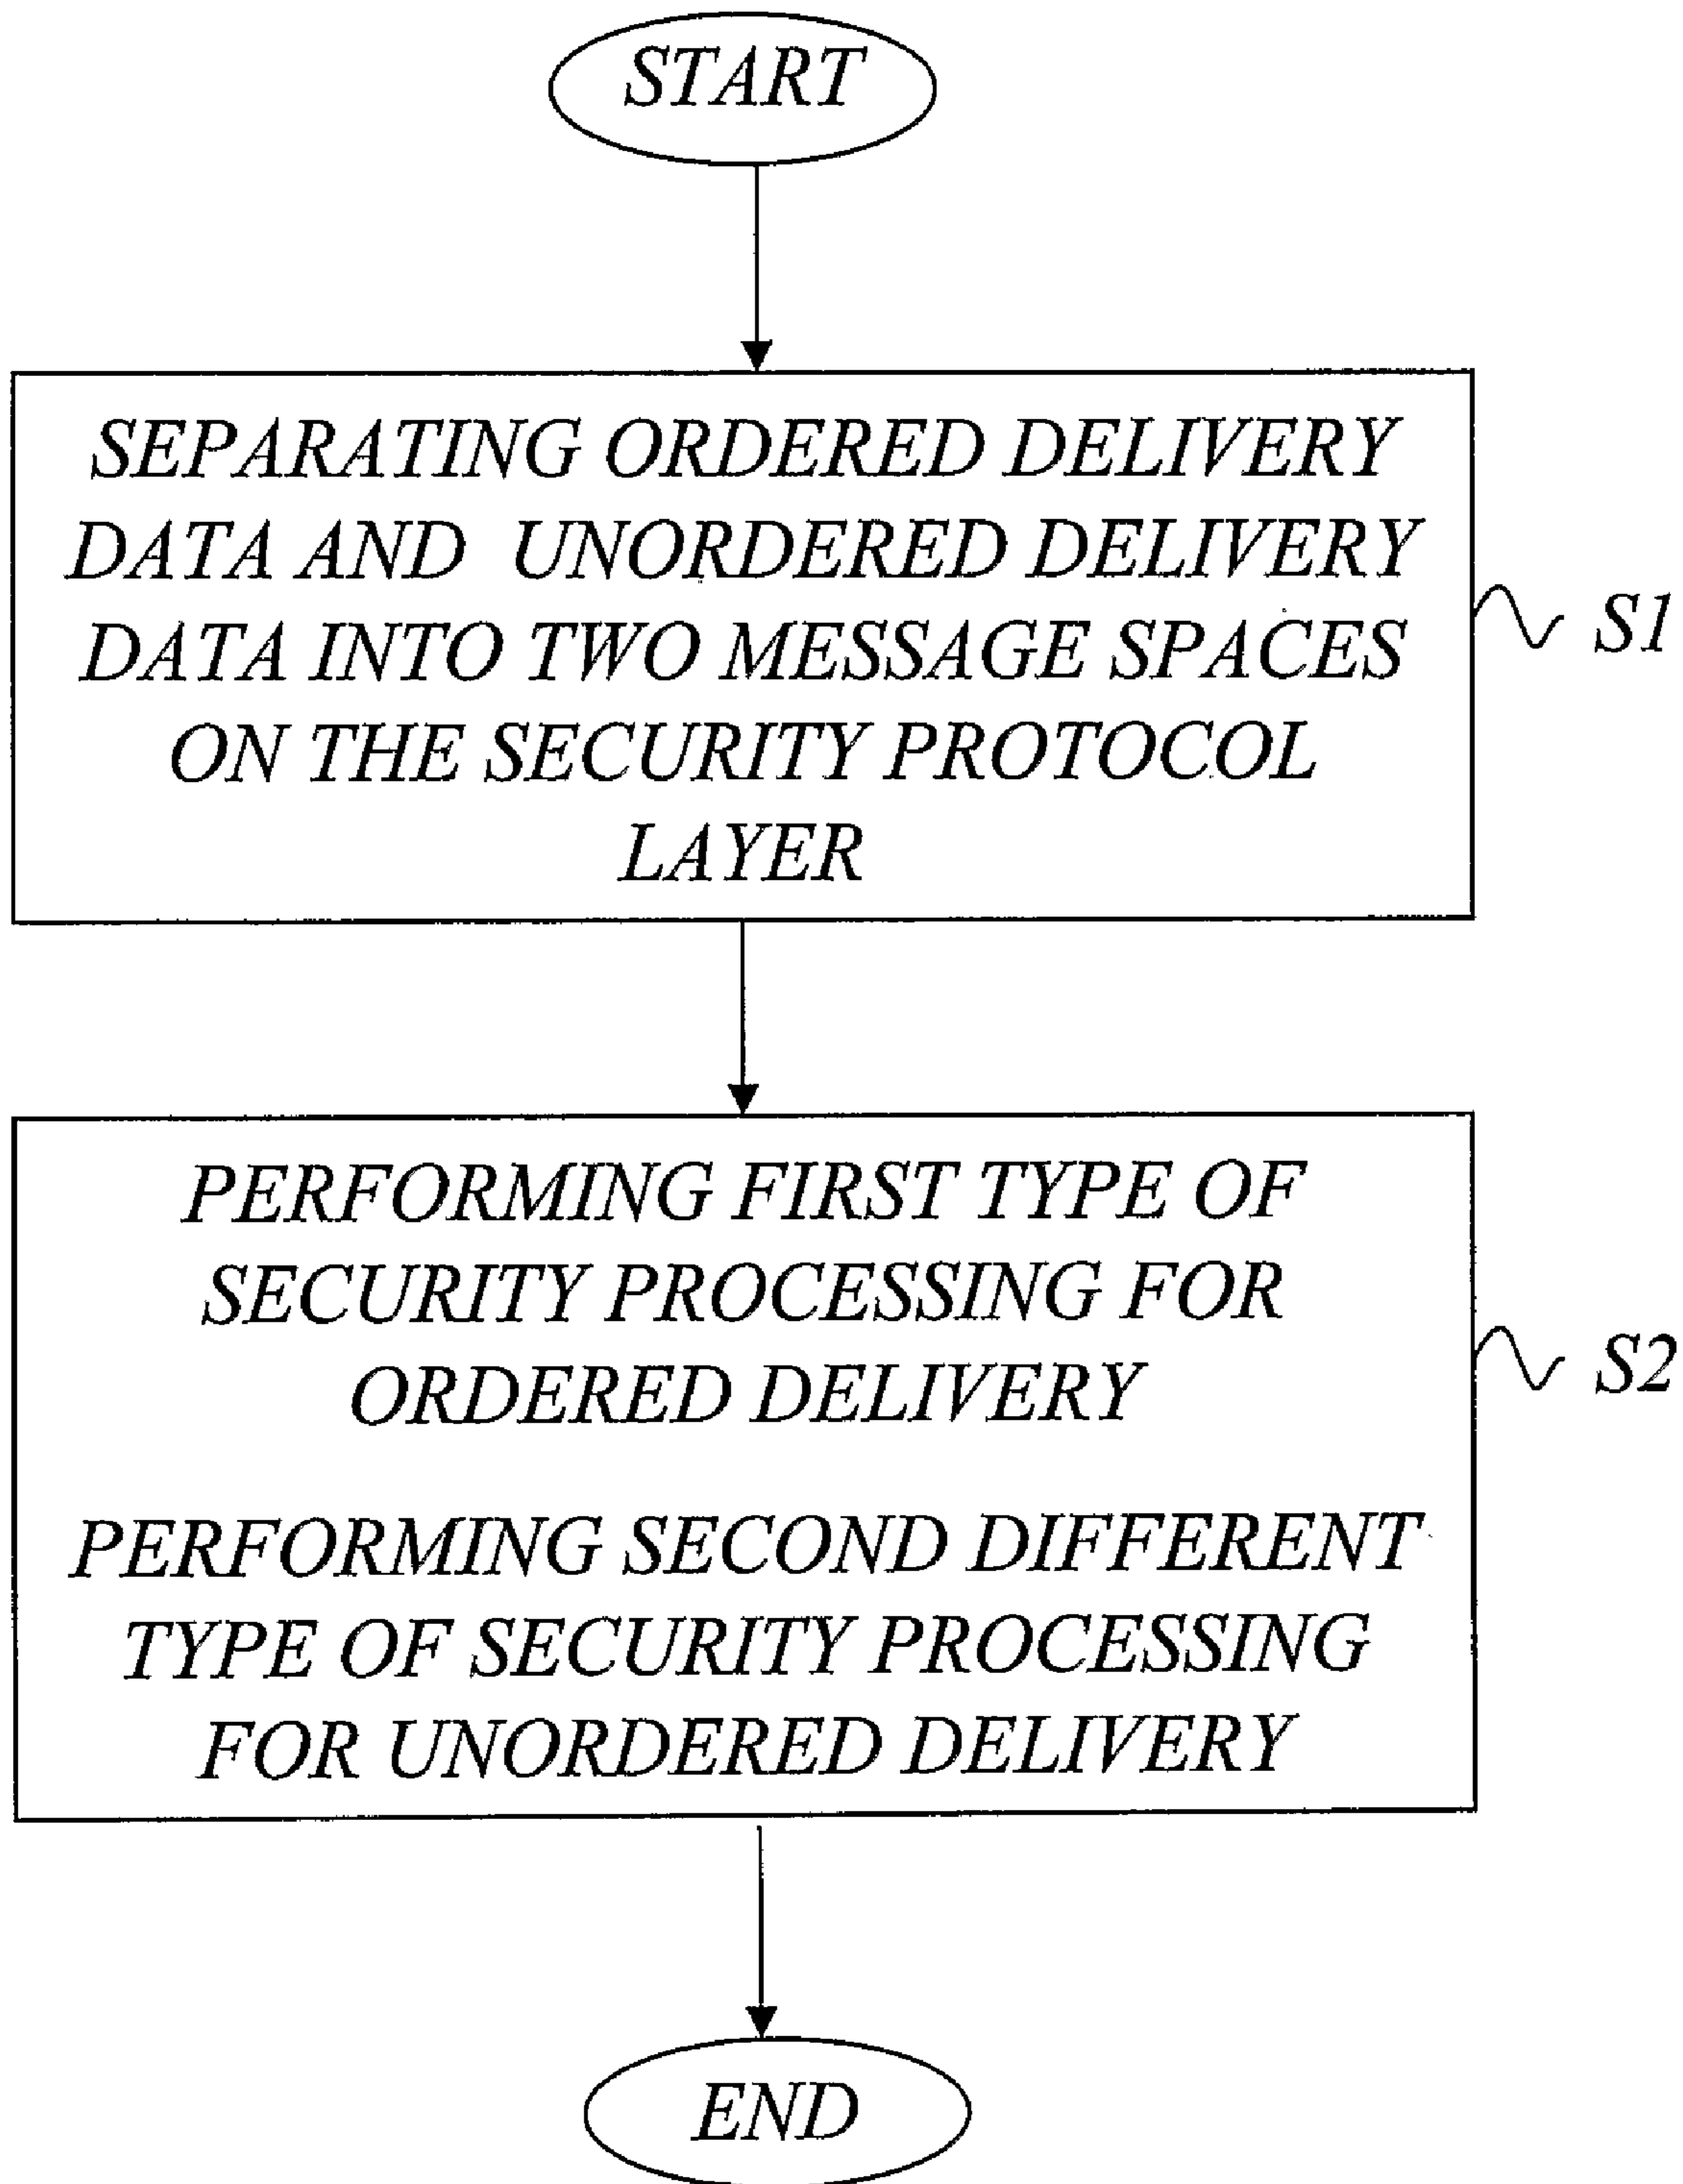 START
SEPARATING ORDERED DELIVERY
DATA AND UNORDERED DELIVERY
DATA INTO TWO MESSAGE SPACES
ON THE SECURITY PROTOCOL
LAYER
S1
PERFORMING FIRST TYPE OF
SECURITY PROCESSING FOR
ORDERED DELIVERY
S2
PERFORMING SECOND DIFFERENT
TYPE OF SECURITY PROCESSING
FOR UNORDERED DELIVERY
END